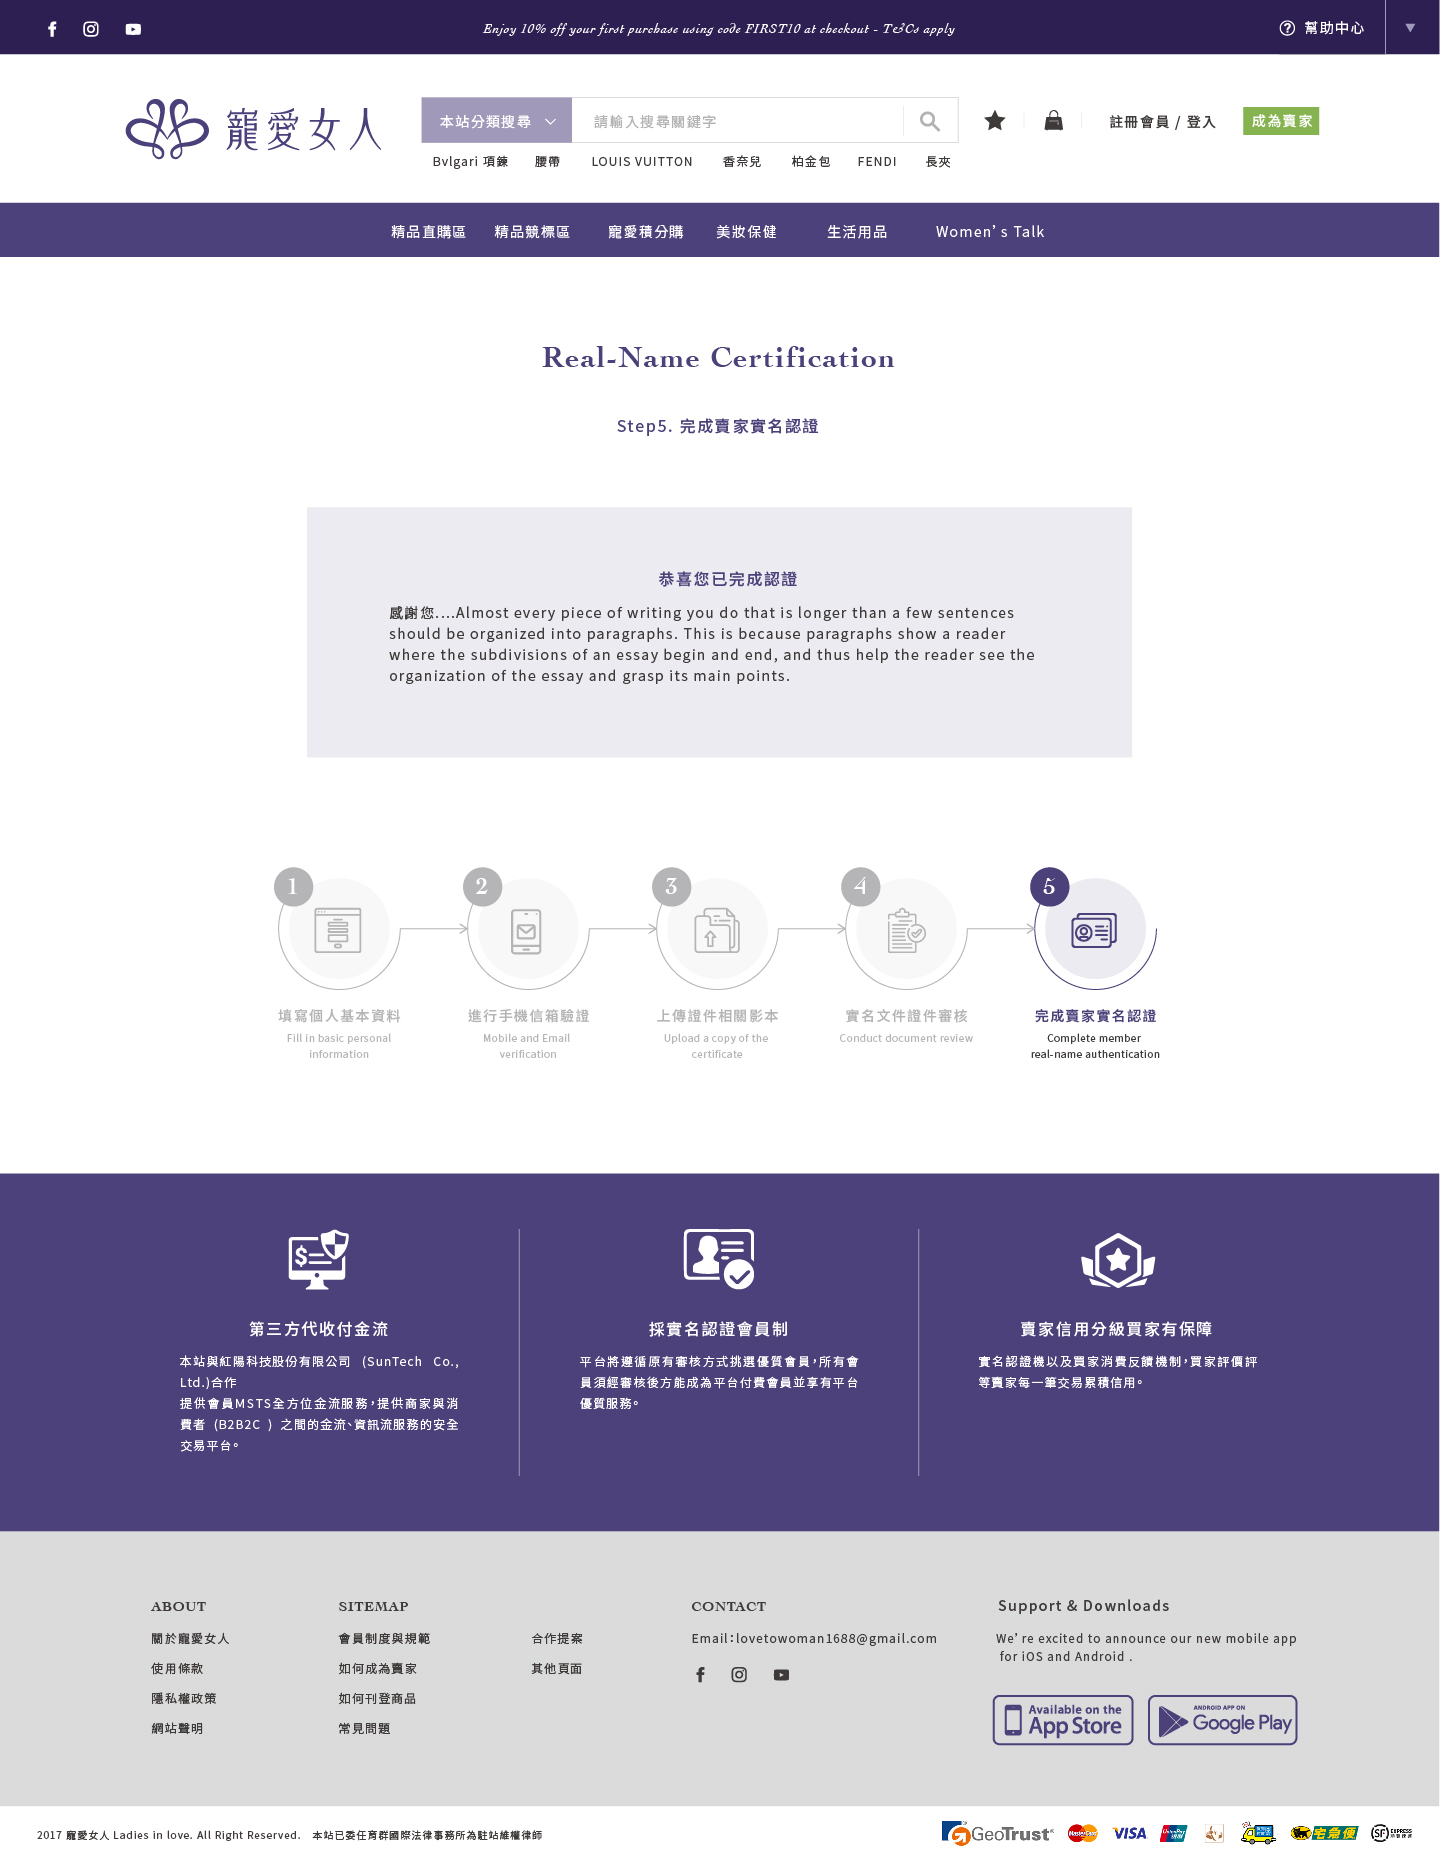 Enjoy 10% off your first purchase using code FIRST10 at checkout - T&Cs apply
幫助中心
寵愛女人
本站分類搜尋
請輸入搜尋關鍵字
註冊會員 / 登入
成為賣家
Bvlgari 項鍊 腰帶 LOUIS VUITTON 香奈兒 柏金包 FENDI 長夾
精品直購區 精品競標區 寵愛積分購 美妝保健 生活用品 Women’s Talk
Real-Name Certification
Step5. 完成賣家實名認證
恭喜您已完成認證
感謝您....Almost every piece of writing you do that is longer than a few sentences
should be organized into paragraphs. This is because paragraphs show a reader
where the subdivisions of an essay begin and end, and thus help the reader see the
organization of the essay and grasp its main points.
1
填寫個人基本資料
Fill in basic personal
information
2
進行手機信箱驗證
Mobile and Email
verification
3
上傳證件相關影本
Upload a copy of the
certificate
4
實名文件證件審核
Conduct document review
5
完成賣家實名認證
Complete member
real-name authentication
第三方代收付金流
本站與紅陽科技股份有限公司 (SunTech Co.,
Ltd.)合作
提供會員MSTS全方位金流服務，提供商家與消
費者 (B2B2C ) 之間的金流、資訊流服務的安全
交易平台。
採實名認證會員制
平台將遵循原有審核方式挑選優質會員，所有會
員須經審核後方能成為平台付費會員並享有平台
優質服務。
賣家信用分級買家有保障
實名認證機以及買家消費反饋機制，買家評價評
等賣家每一筆交易累積信用。
ABOUT
關於寵愛女人
使用條款
隱私權政策
網站聲明
SITEMAP
會員制度與規範
如何成為賣家
如何刊登商品
常見問題
合作提案
其他頁面
CONTACT
Email：lovetowoman1688@gmail.com
Support & Downloads
We’re excited to announce our new mobile app
for iOS and Android .
Available on the
App Store
ANDROID APP ON
Google Play
2017 寵愛女人 Ladies in love. All Right Reserved. 本站已委任育群國際法律事務所為駐站維權律師
GeoTrust
MasterCard
VISA
UnionPay
宅急便
SF EXPRESS